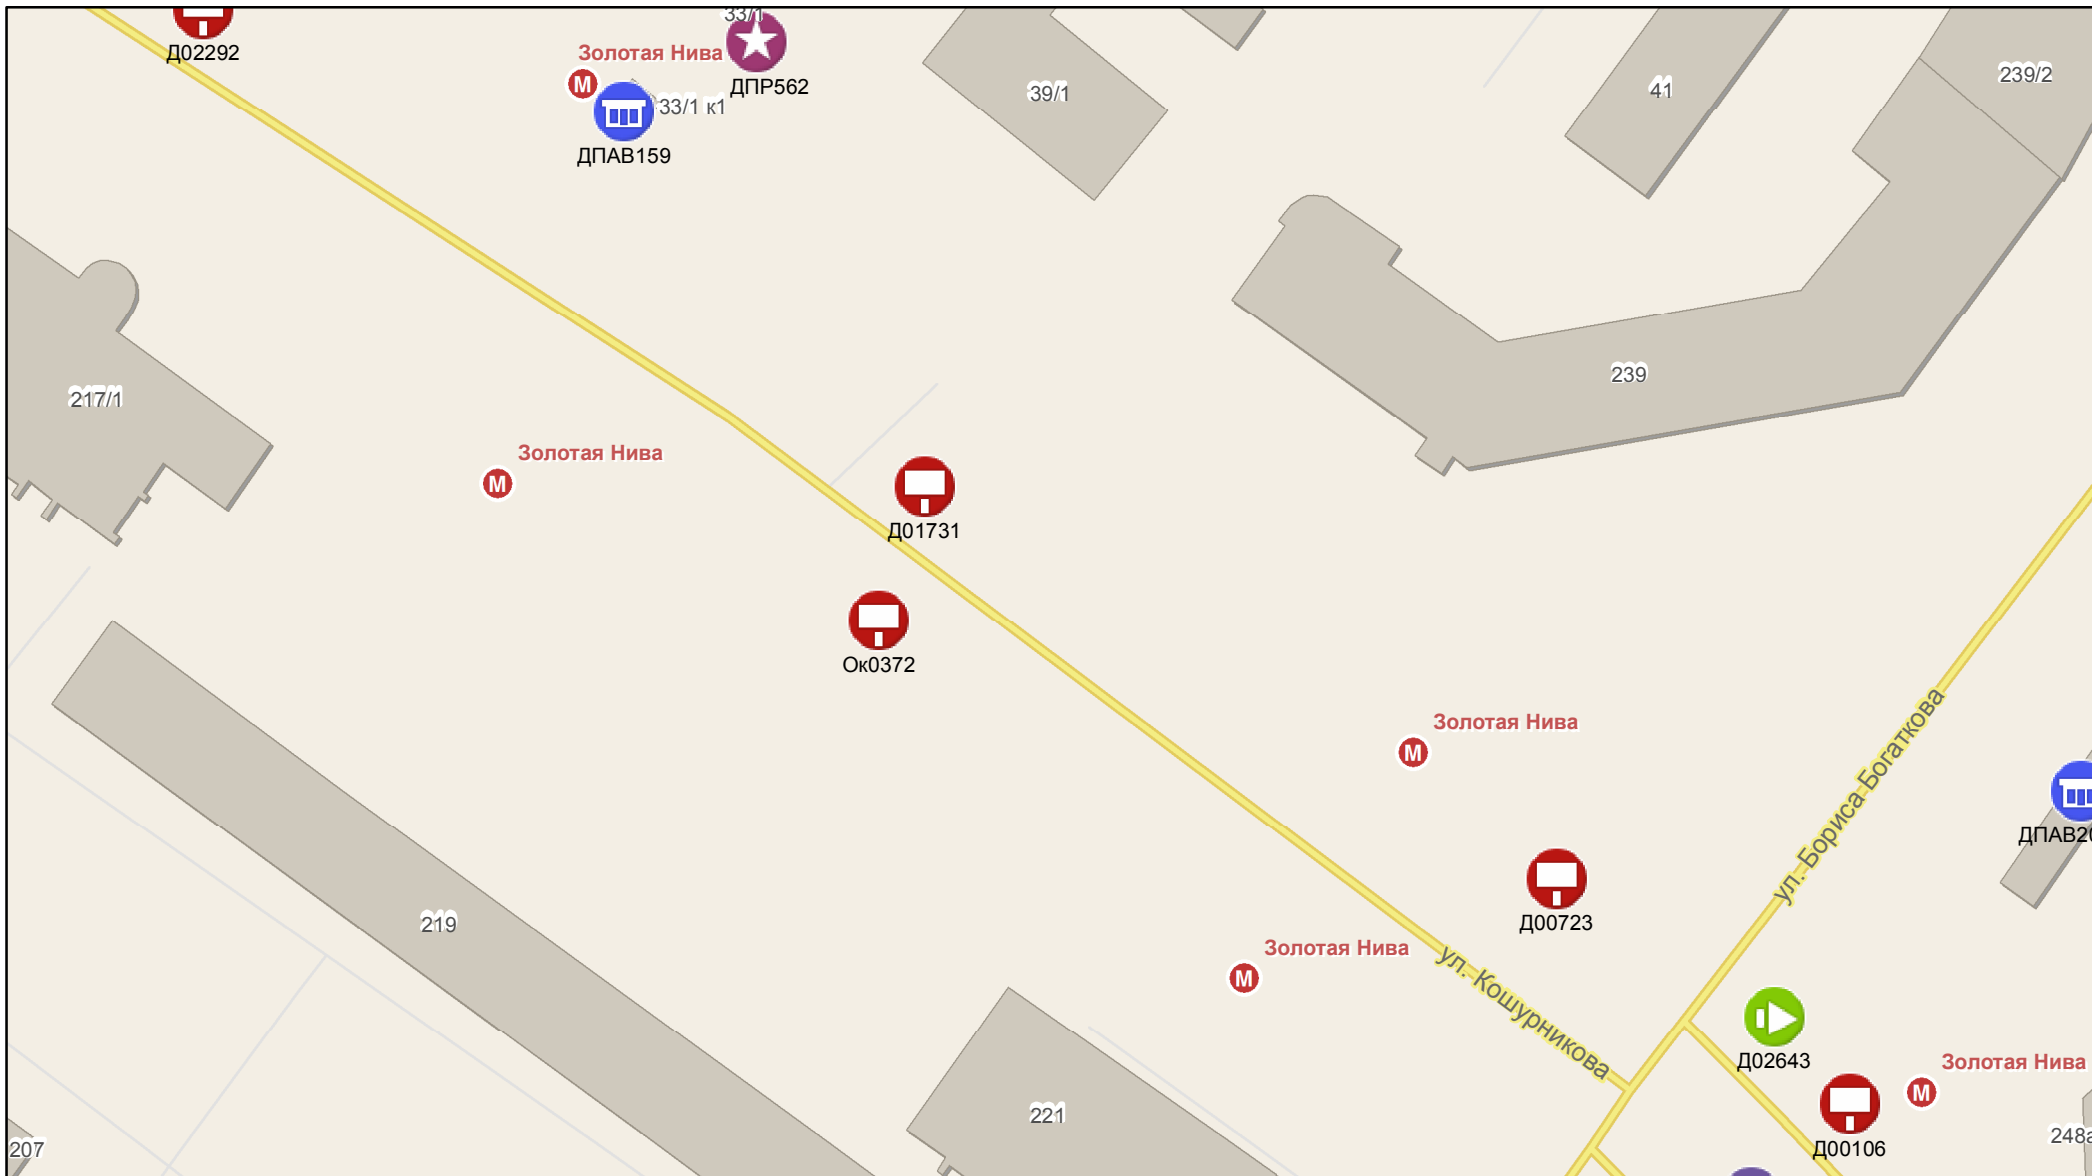 33/1
Д02292
Золотая Нива
М
ДПР562
33/1 к1
39/1
41
239/2
ДПАВ159
217/1
239
Золотая Нива
М
Д01731
Ок0372
Золотая Нива
М
ул. Бориса Богаткова
ДПАВ20
219
Д00723
Золотая Нива
М
ул. Кошурникова
Д02643
Золотая Нива
М
221
207
Д00106
248а